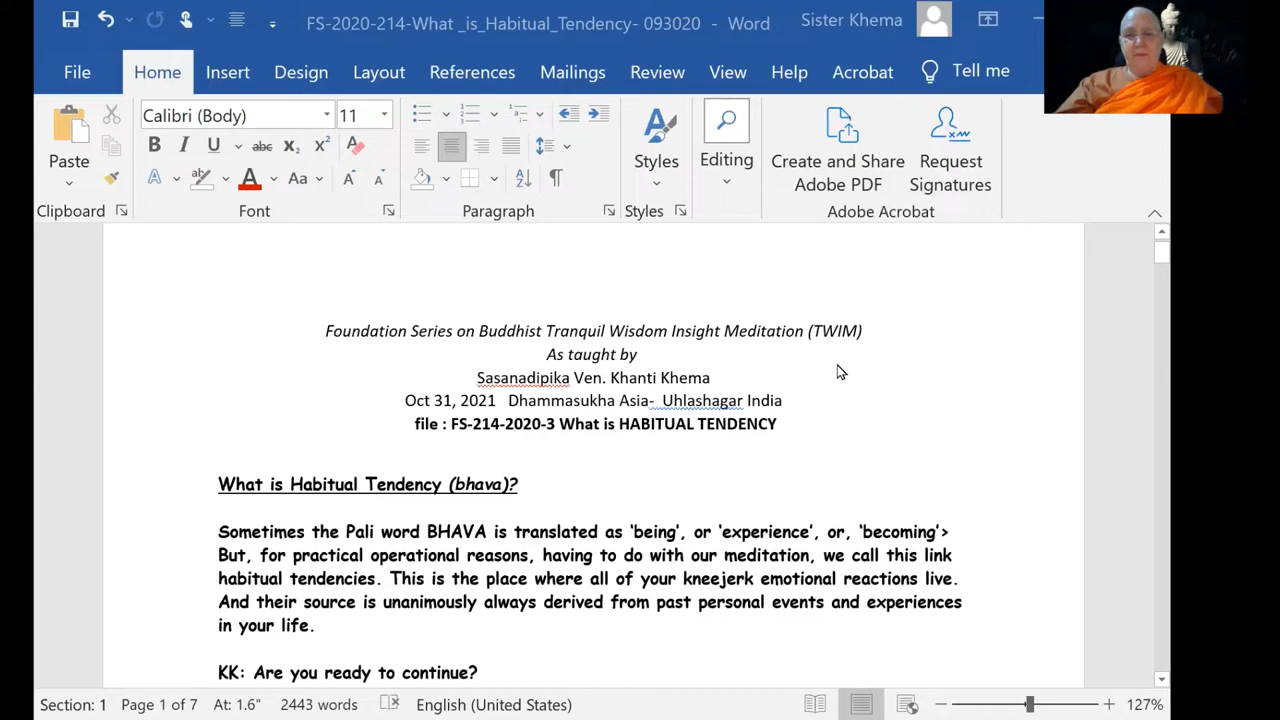 FS-2020-214-What _is_Habitual_Tendency- 093020 - Word
Sister Khema
File Home Insert Design Layout References Mailings Review View Help Acrobat Tell me
Calibri (Body) 11
Paste
Styles
Editing
Create and Share Adobe PDF
Request Signatures
Clipboard Font Paragraph Styles Adobe Acrobat
Foundation Series on Buddhist Tranquil Wisdom Insight Meditation (TWIM)
As taught by
Sasanadipika Ven. Khanti Khema
Oct 31, 2021 Dhammasukha Asia- Uhlashagar India
file : FS-214-2020-3 What is HABITUAL TENDENCY
What is Habitual Tendency (bhava)?
Sometimes the Pali word BHAVA is translated as ‘being’, or ‘experience’, or, ‘becoming’>
But, for practical operational reasons, having to do with our meditation, we call this link
habitual tendencies. This is the place where all of your kneejerk emotional reactions live.
And their source is unanimously always derived from past personal events and experiences
in your life.
KK: Are you ready to continue?
Section: 1 Page 1 of 7 At: 1.6" 2443 words English (United States) 127%